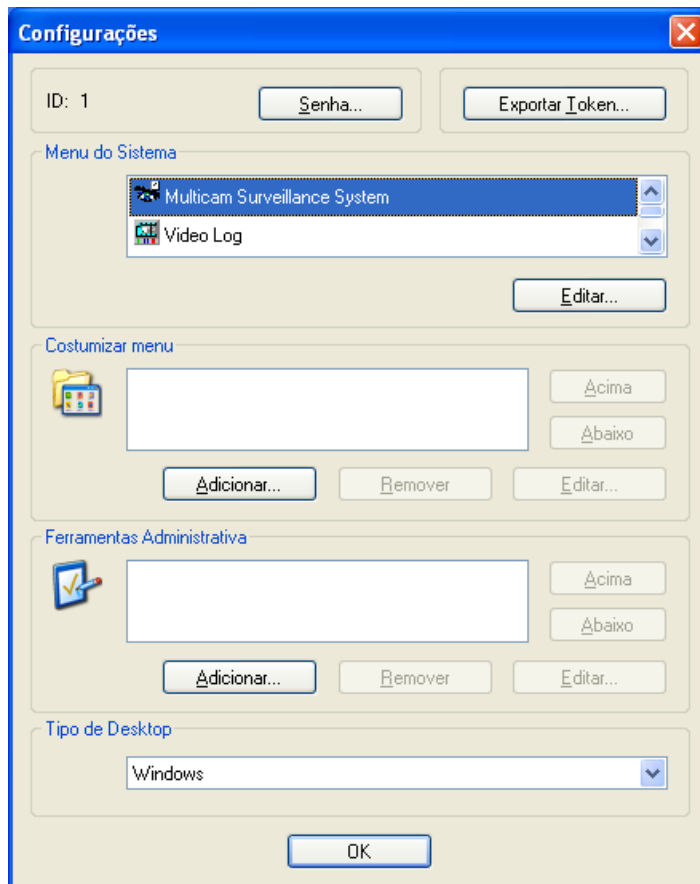 Configurações
ID: 1 Senha... Exportar Token...
Menu do Sistema
Multicam Surveillance System
Video Log
Editar...
Costumizar menu
Acima
Abaixo
Adicionar... Remover Editar...
Ferramentas Administrativa
Acima
Abaixo
Adicionar... Remover Editar...
Tipo de Desktop
Windows
OK